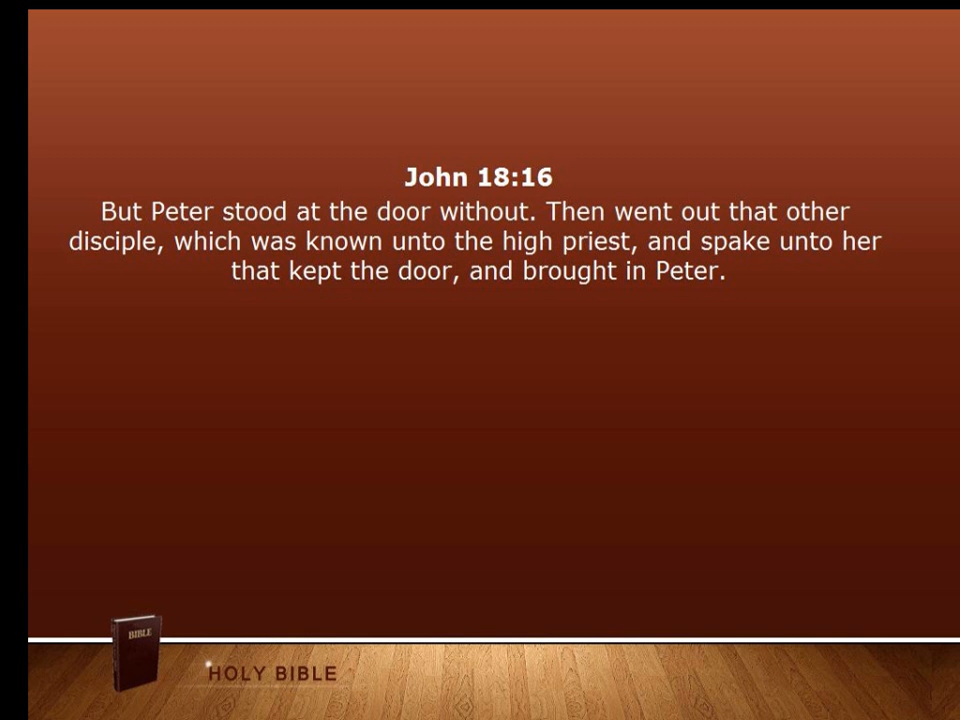 John 18:16
But Peter stood at the door without. Then went out that other
disciple, which was known unto the high priest, and spake unto her
that kept the door, and brought in Peter.
BIBLE
HOLY BIBLE